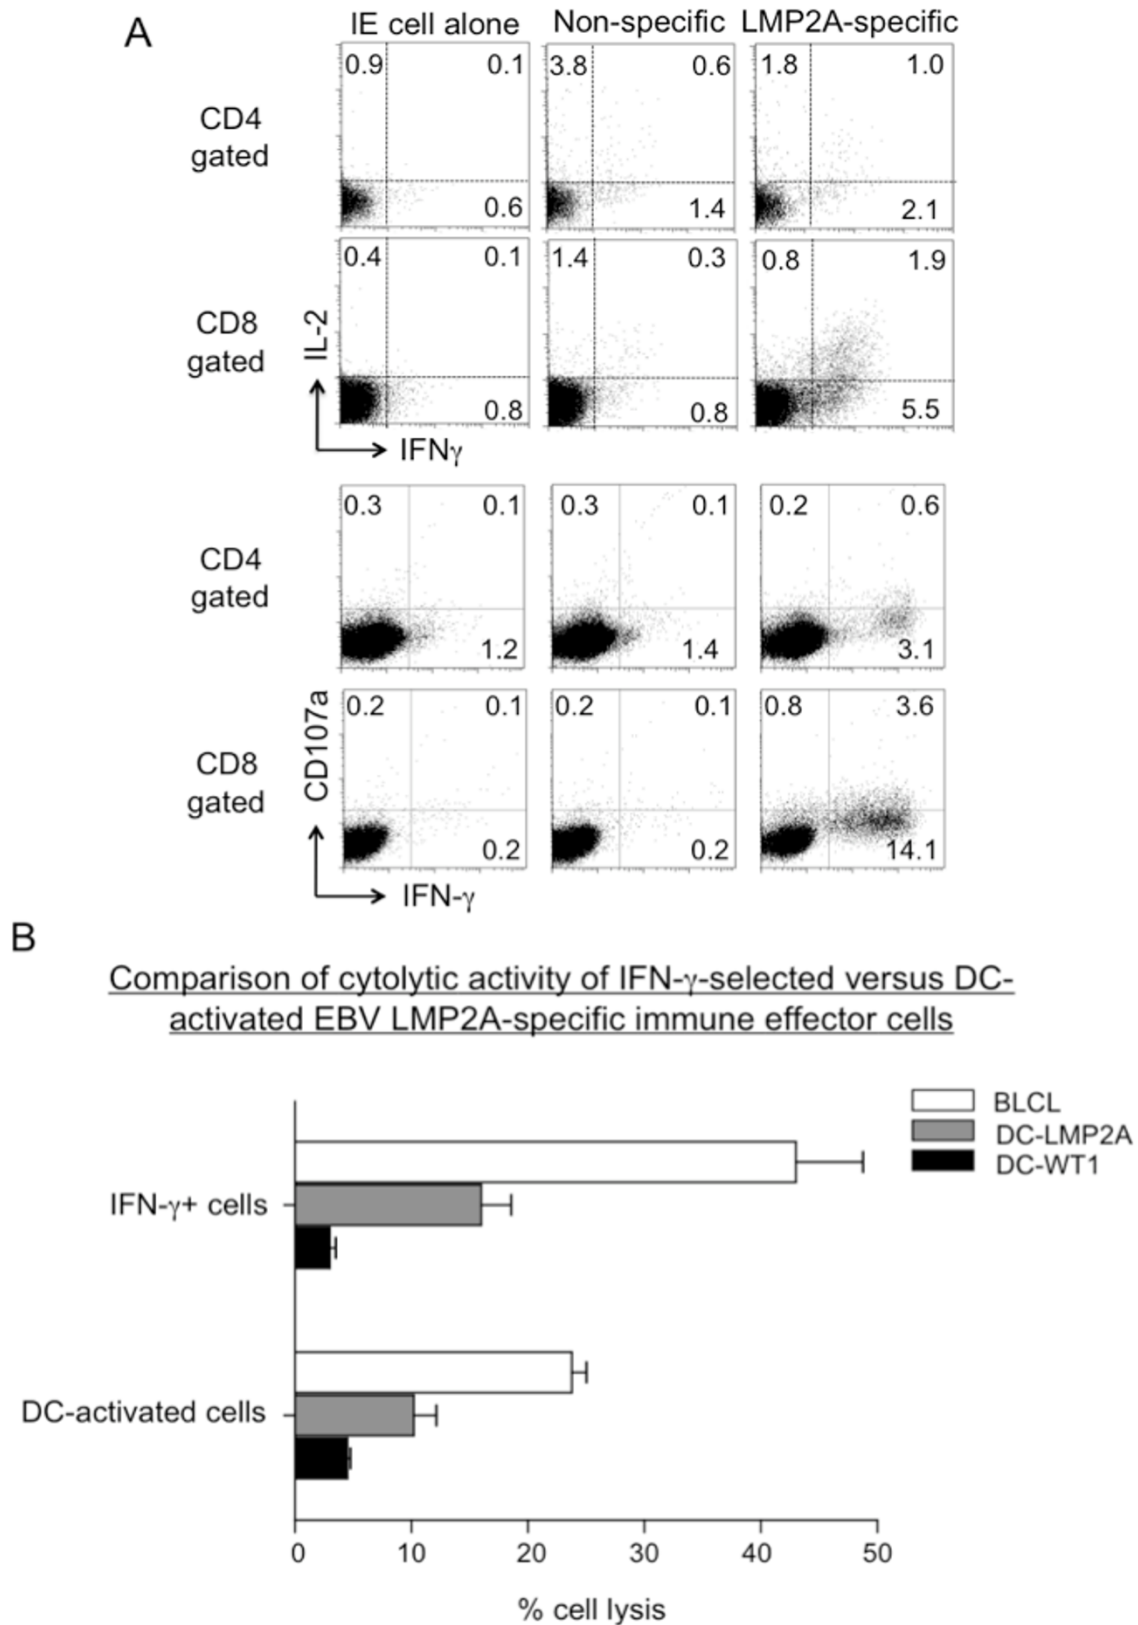 A
IE cell alone Non-specific LMP2A-specific
CD4 gated
0.9 0.1 3.8 0.6 1.8 1.0
0.6 1.4 2.1
CD8 gated
0.4 0.1 1.4 0.3 0.8 1.9
0.8 0.8 5.5
IL-2
IFNγ
CD4 gated
0.3 0.1 0.3 0.1 0.2 0.6
1.2 1.4 3.1
CD8 gated
0.2 0.1 0.2 0.1 0.8 3.6
0.2 0.2 14.1
CD107a
IFN-γ
B
Comparison of cytolytic activity of IFN-γ-selected versus DC-
activated EBV LMP2A-specific immune effector cells
BLCL
DC-LMP2A
DC-WT1
IFN-γ+ cells
DC-activated cells
0 10 20 30 40 50
% cell lysis